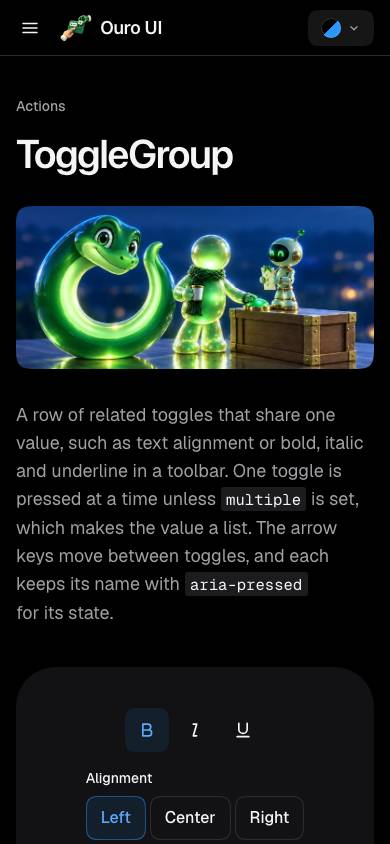 Ouro UI
Actions
ToggleGroup
A row of related toggles that share one
value, such as text alignment or bold, italic
and underline in a toolbar. One toggle is
pressed at a time unless multiple is set,
which makes the value a list. The arrow
keys move between toggles, and each
keeps its name with aria-pressed
for its state.
B I U
Alignment
Left Center Right